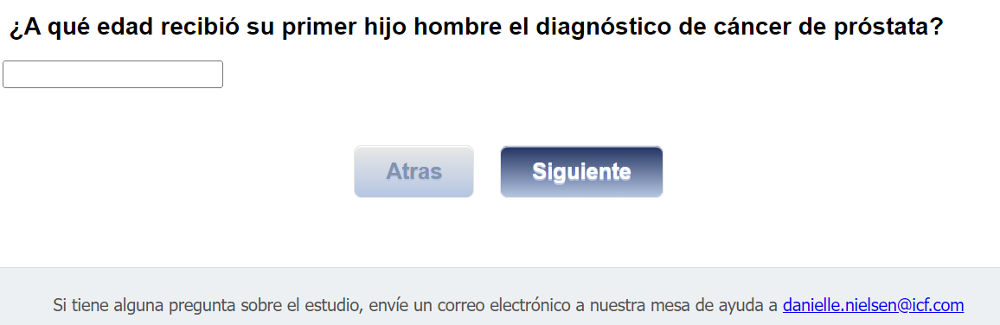 ¿A qué edad recibió su primer hijo hombre el diagnóstico de cáncer de próstata?
Atras
Siguiente
Si tiene alguna pregunta sobre el estudio, envíe un correo electrónico a nuestra mesa de ayuda a danielle.nielsen@icf.com